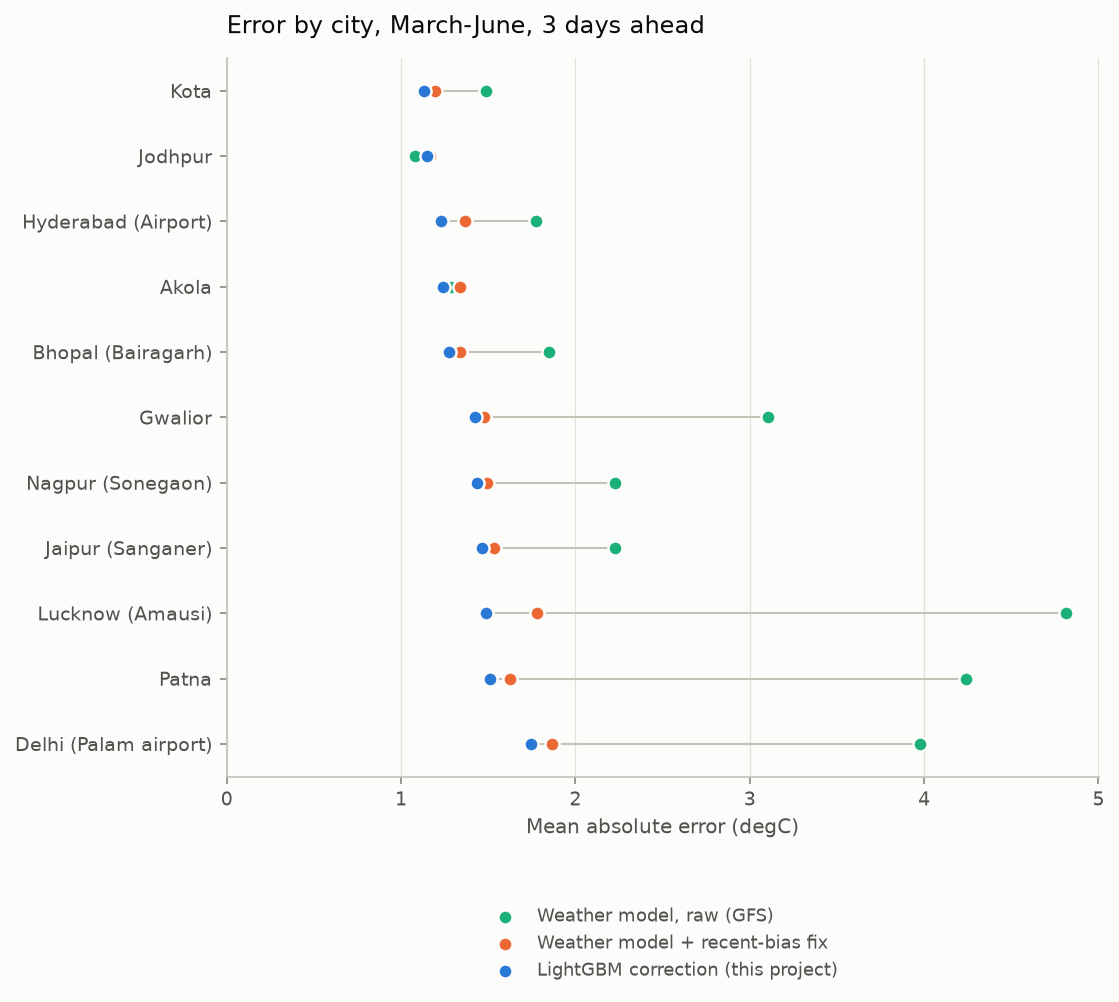 Error by city, March-June, 3 days ahead
Kota
Jodhpur
Hyderabad (Airport)
Akola
Bhopal (Bairagarh)
Gwalior
Nagpur (Sonegaon)
Jaipur (Sanganer)
Lucknow (Amausi)
Patna
Delhi (Palam airport)
0 1 2 3 4 5
Mean absolute error (degC)
Weather model, raw (GFS)
Weather model + recent-bias fix
LightGBM correction (this project)